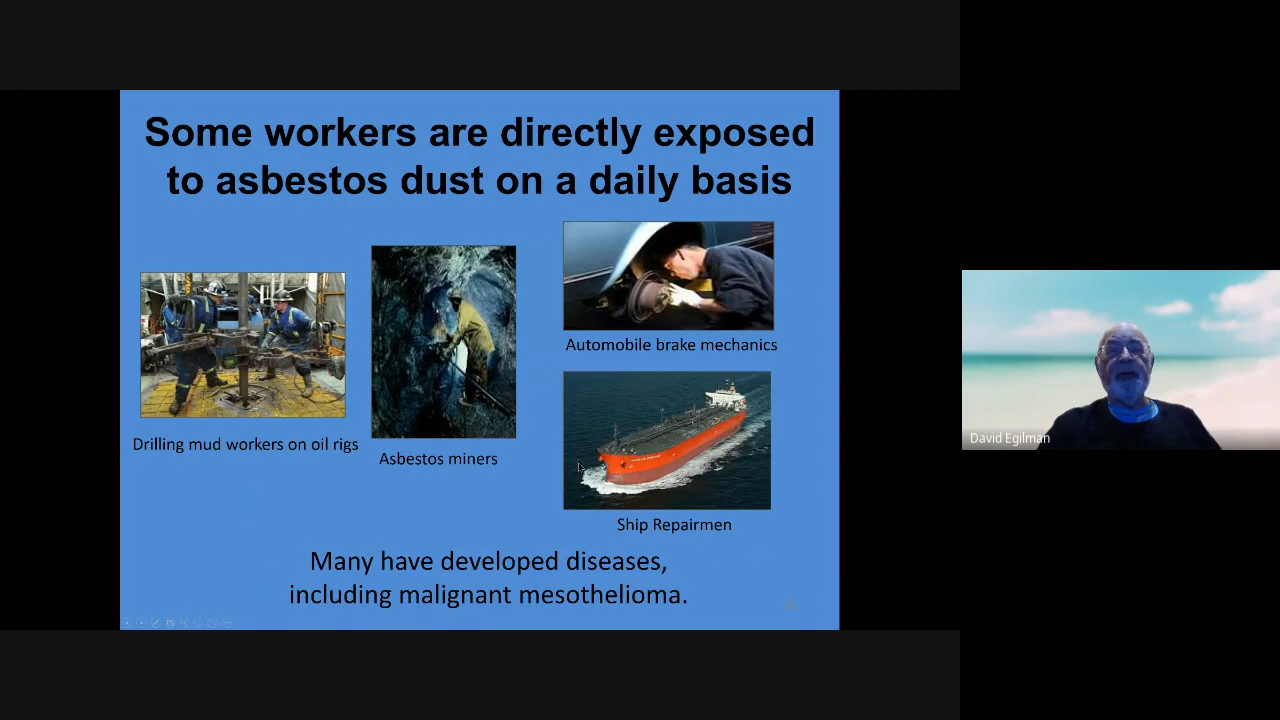 Some workers are directly exposed
to asbestos dust on a daily basis
Automobile brake mechanics
Drilling mud workers on oil rigs
Asbestos miners
Ship Repairmen
Many have developed diseases,
including malignant mesothelioma.
David Egilman